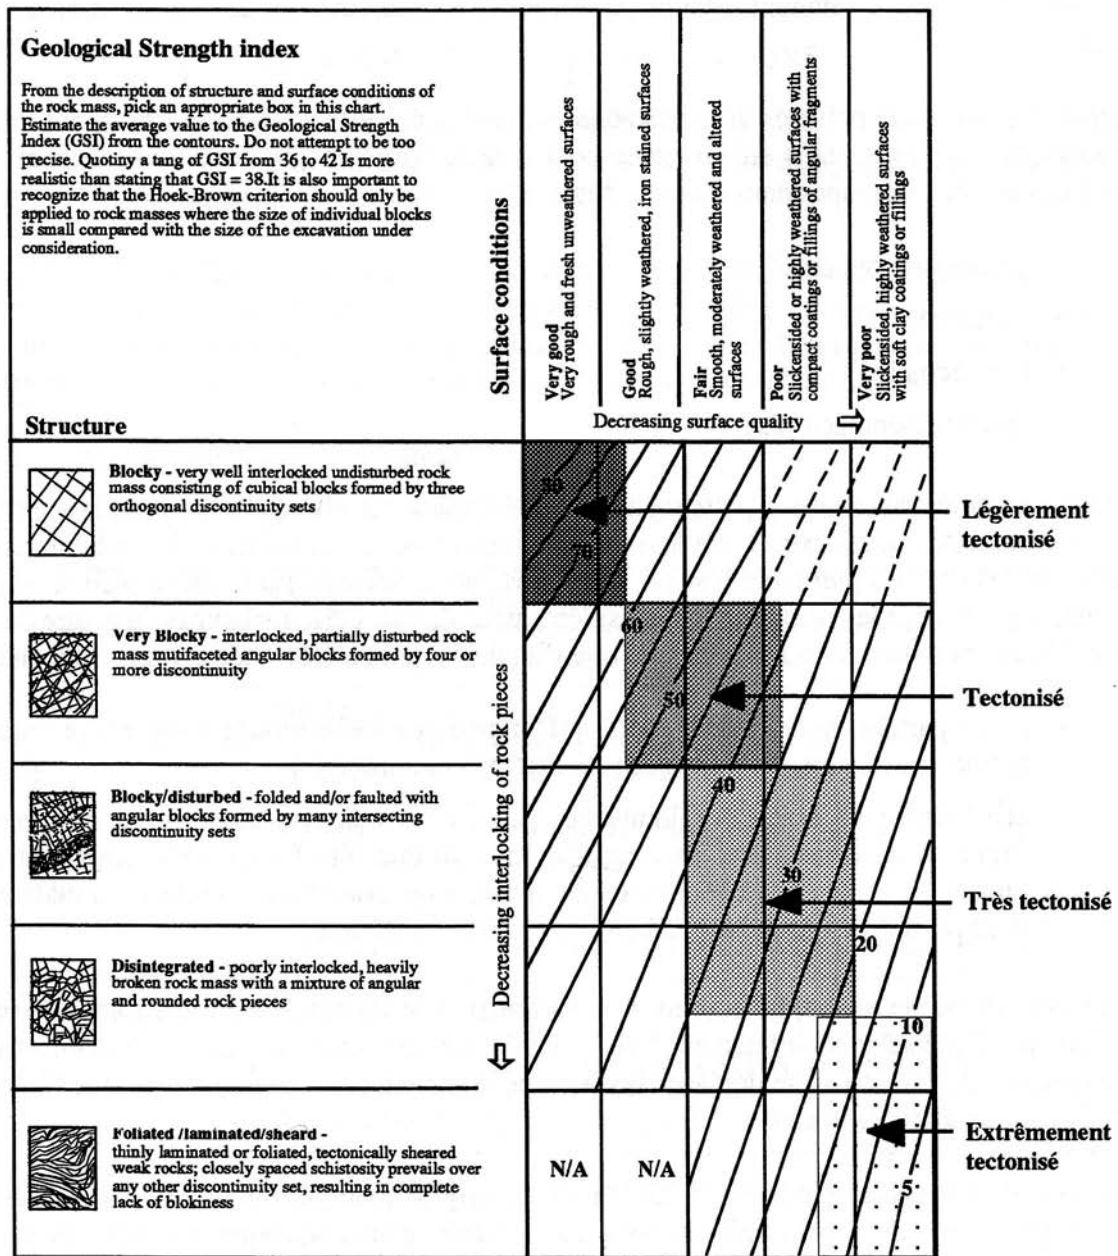 Geological Strength index
From the description of structure and surface conditions of
the rock mass, pick an appropriate box in this chart.
Estimate the average value to the Geological Strength
Index (GSI) from the contours. Do not attempt to be too
precise. Quotiny a tang of GSI from 36 to 42 Is more
realistic than stating that GSI = 38.It is also important to
recognize that the Hoek-Brown criterion should only be
applied to rock masses where the size of individual blocks
is small compared with the size of the excavation under
consideration.
Surface conditions
Very good
Very rough and fresh unweathered surfaces
Good
Rough, slightly weathered, iron stained surfaces
Fair
Smooth, moderately weathered and altered
surfaces
Poor
Slickensided or highly weathered surfaces with
compact coatings or fillings of angular fragments
Very poor
Slickensided, highly weathered surfaces
with soft clay coatings or fillings
Decreasing surface quality
Structure
Blocky - very well interlocked undisturbed rock
mass consisting of cubical blocks formed by three
orthogonal discontinuity sets
80
70
Légèrement
tectonisé
Decreasing interlocking of rock pieces
Very Blocky - interlocked, partially disturbed rock
mass mutifaceted angular blocks formed by four or
more discontinuity
60
50
Tectonisé
Blocky/disturbed - folded and/or faulted with
angular blocks formed by many intersecting
discontinuity sets
40
30
Très tectonisé
Disintegrated - poorly interlocked, heavily
broken rock mass with a mixture of angular
and rounded rock pieces
20
10
Foliated /laminated/sheard -
thinly laminated or foliated, tectonically sheared
weak rocks; closely spaced schistosity prevails over
any other discontinuity set, resulting in complete
lack of blokiness
N/A
N/A
5
Extrêmement
tectonisé